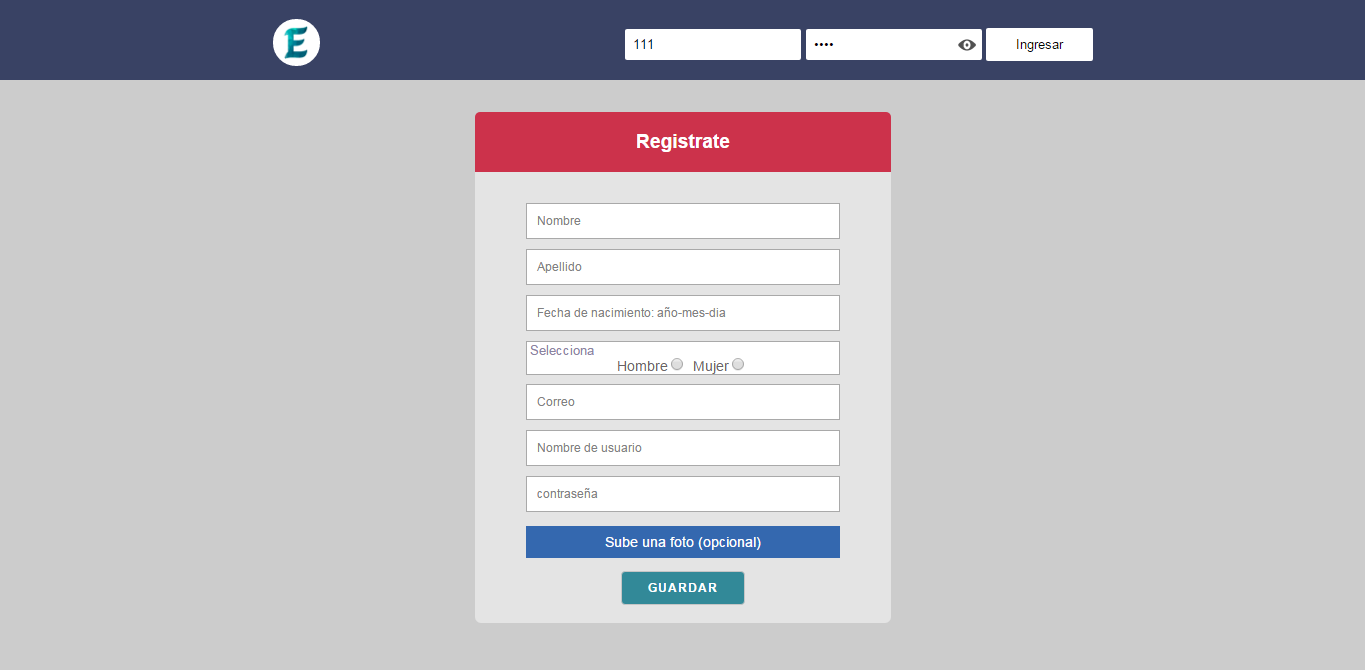 E
111
••••
Ingresar
Registrate
Nombre
Apellido
Fecha de nacimiento: año-mes-dia
Selecciona
Hombre Mujer
Correo
Nombre de usuario
contraseña
Sube una foto (opcional)
GUARDAR